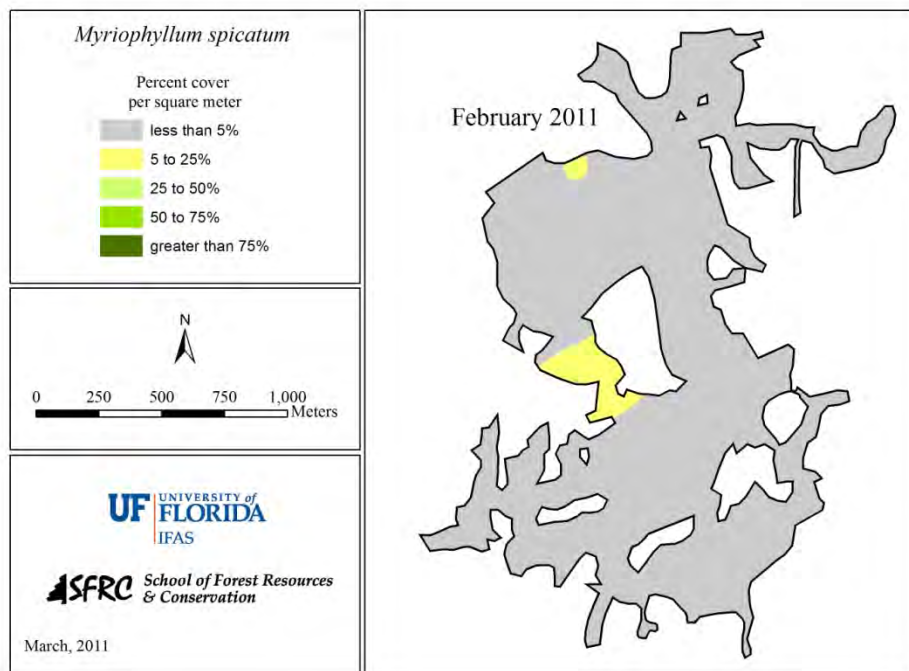 Myriophyllum spicatum
Percent cover
per square meter
less than 5%
5 to 25%
25 to 50%
50 to 75%
greater than 75%
N
0 250 500 750 1,000
Meters
UF UNIVERSITY of
FLORIDA
IFAS
SFRC School of Forest Resources
& Conservation
March, 2011
February 2011